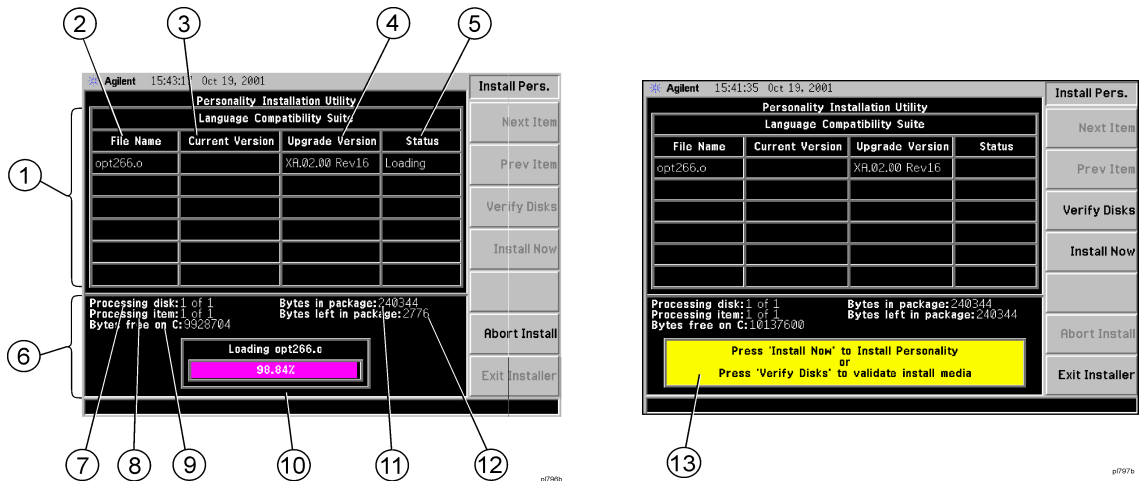 2
3
4
5
Agilent 15:43:17 Oct 19, 2001
Install Pers.
Personality Installation Utility
Language Compatibility Suite
File Name Current Version Upgrade Version Status
opt266.o XA.02.00 Rev16 Loading
Next Item
Prev Item
Verify Disks
Install Now
Abort Install
Exit Installer
1
Processing disk:1 of 1 Bytes in package:240344
Processing item:1 of 1 Bytes left in package:2776
Bytes free on C:9928704
6
Loading opt266.o
98.84%
7
8
9
10
11
12
pl796b
Agilent 15:41:35 Oct 19, 2001
Install Pers.
Personality Installation Utility
Language Compatibility Suite
File Name Current Version Upgrade Version Status
opt266.o XA.02.00 Rev16
Next Item
Prev Item
Verify Disks
Install Now
Abort Install
Exit Installer
Processing disk:1 of 1 Bytes in package:240344
Processing item:1 of 1 Bytes left in package:240344
Bytes free on C:10137600
Press 'Install Now' to Install Personality
or
Press 'Verify Disks' to validate install media
13
pl797b